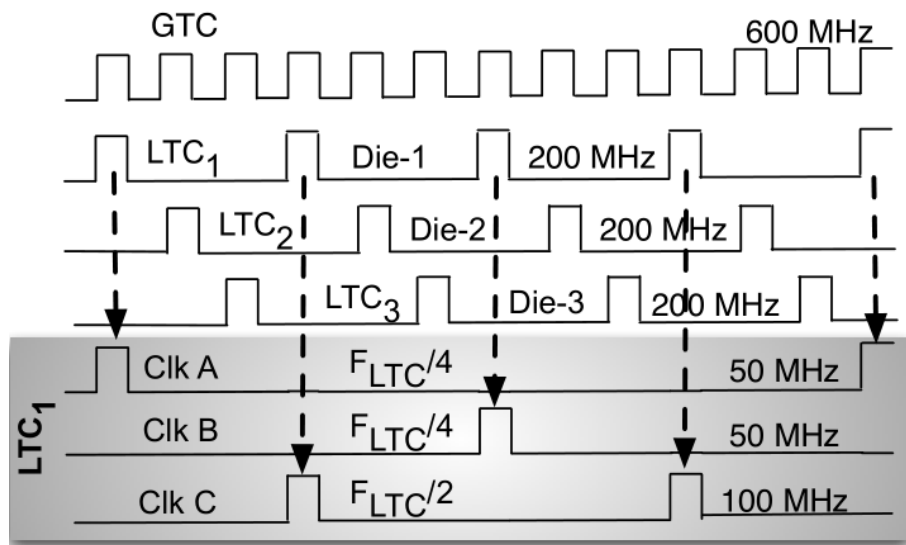 GTC 600 MHz
LTC1 Die-1 200 MHz
LTC2 Die-2 200 MHz
LTC3 Die-3 200 MHz
LTC1
Clk A FLTC/4 50 MHz
Clk B FLTC/4 50 MHz
Clk C FLTC/2 100 MHz